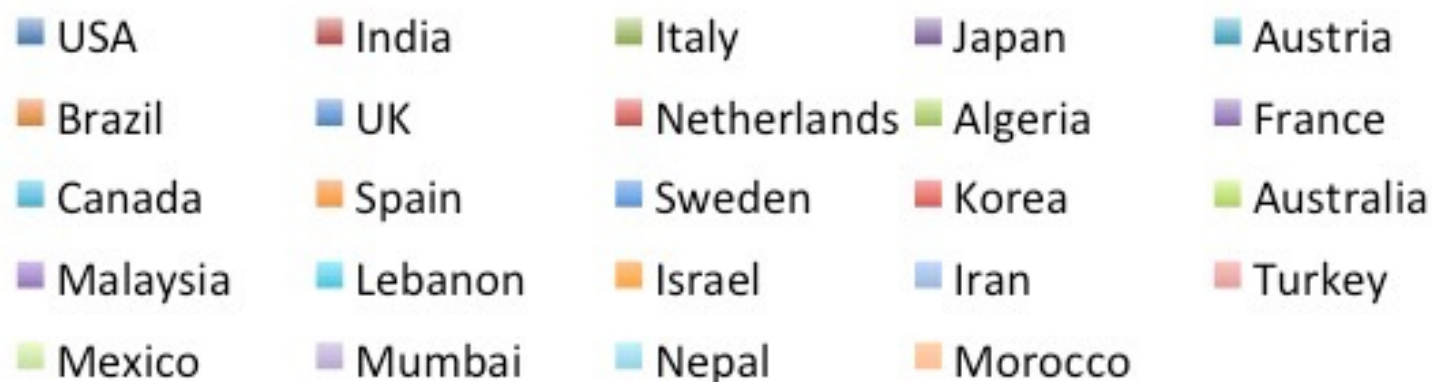 USA India Italy Japan Austria
Brazil UK Netherlands Algeria France
Canada Spain Sweden Korea Australia
Malaysia Lebanon Israel Iran Turkey
Mexico Mumbai Nepal Morocco